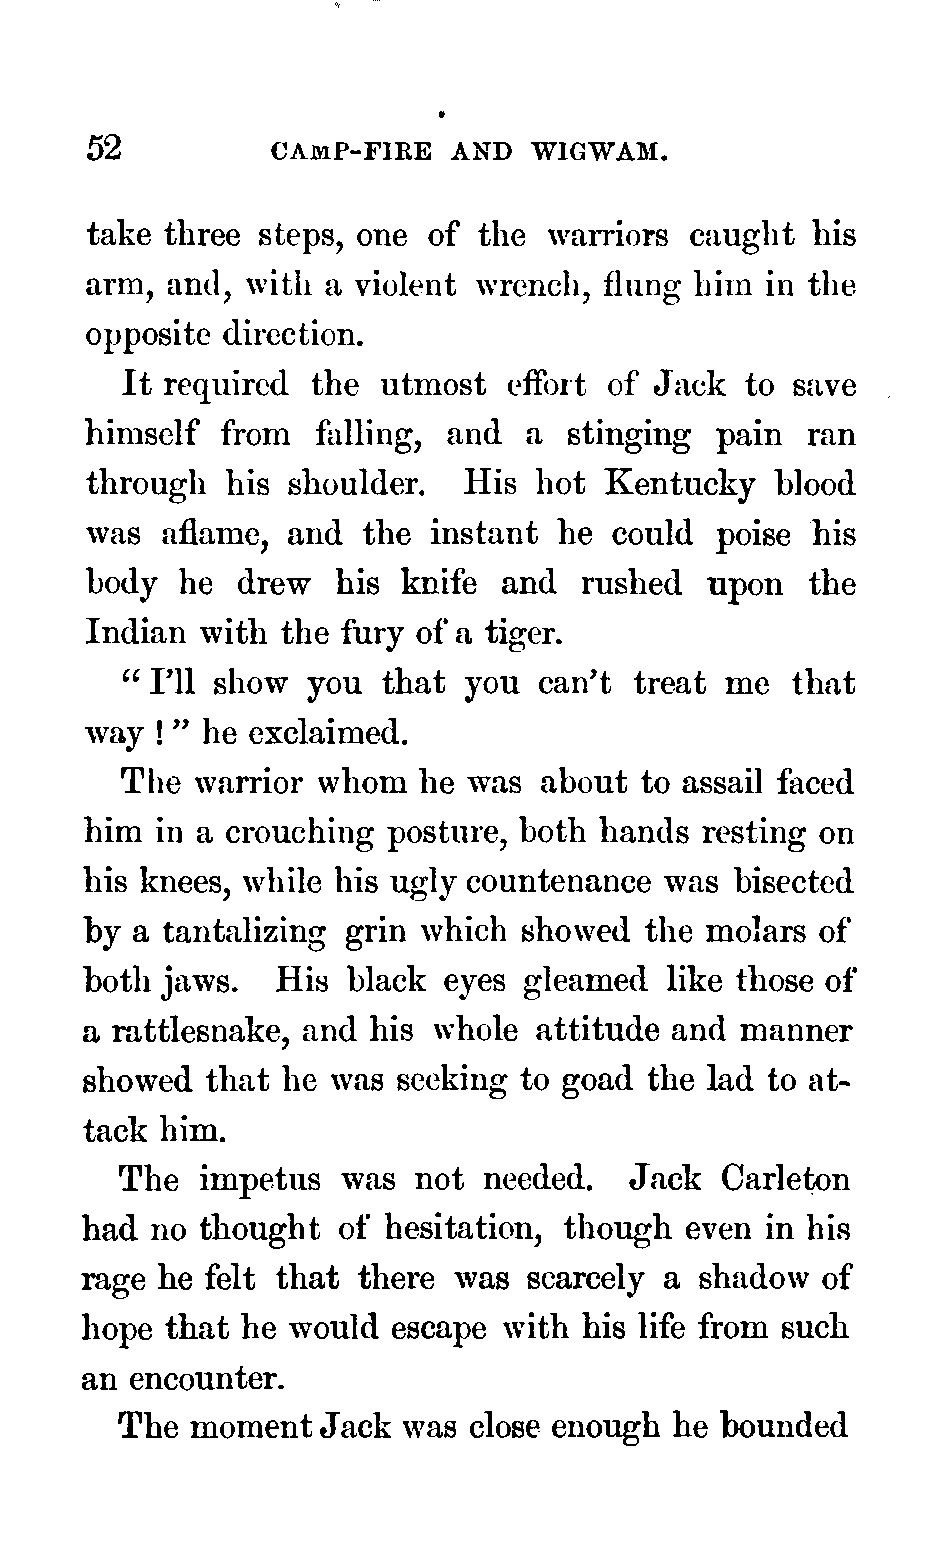 52 CAMP-FIRE AND WIGWAM.
take three steps, one of the warriors caught his
arm, and, with a violent wrench, flung him in the
opposite direction.
It required the utmost effort of Jack to save
himself from falling, and a stinging pain ran
through his shoulder. His hot Kentucky blood
was aflame, and the instant he could poise his
body he drew his knife and rushed upon the
Indian with the fury of a tiger.
“ I’ll show you that you can’t treat me that
way ! ” he exclaimed.
The warrior whom he was about to assail faced
him in a crouching posture, both hands resting on
his knees, while his ugly countenance was bisected
by a tantalizing grin which showed the molars of
both jaws. His black eyes gleamed like those of
a rattlesnake, and his whole attitude and manner
showed that he was seeking to goad the lad to at-
tack him.
The impetus was not needed. Jack Carleton
had no thought of hesitation, though even in his
rage he felt that there was scarcely a shadow of
hope that he would escape with his life from such
an encounter.
The moment Jack was close enough he bounded